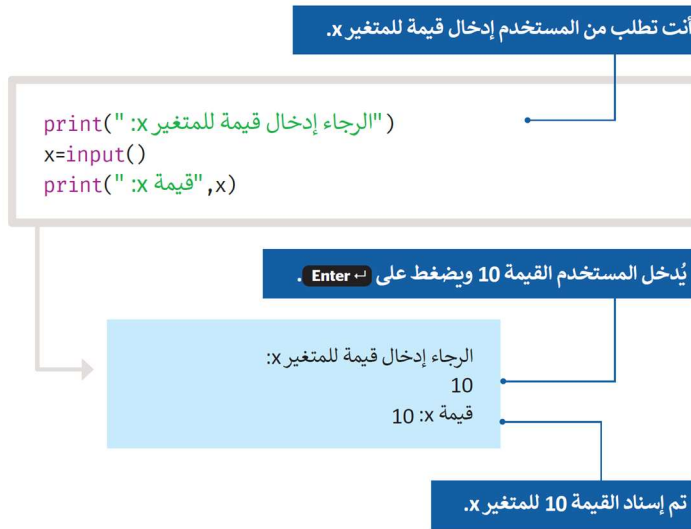 أنت تطلب من المستخدم إدخال قيمة للمتغير x.
print("الرجاء إدخال قيمة للمتغير x: ")
x=input()
print("قيمة x: ",x)
يُدخل المستخدم القيمة 10 ويضغط على Enter ↵.
الرجاء إدخال قيمة للمتغير x:
10
قيمة x: 10
تم إسناد القيمة 10 للمتغير x.